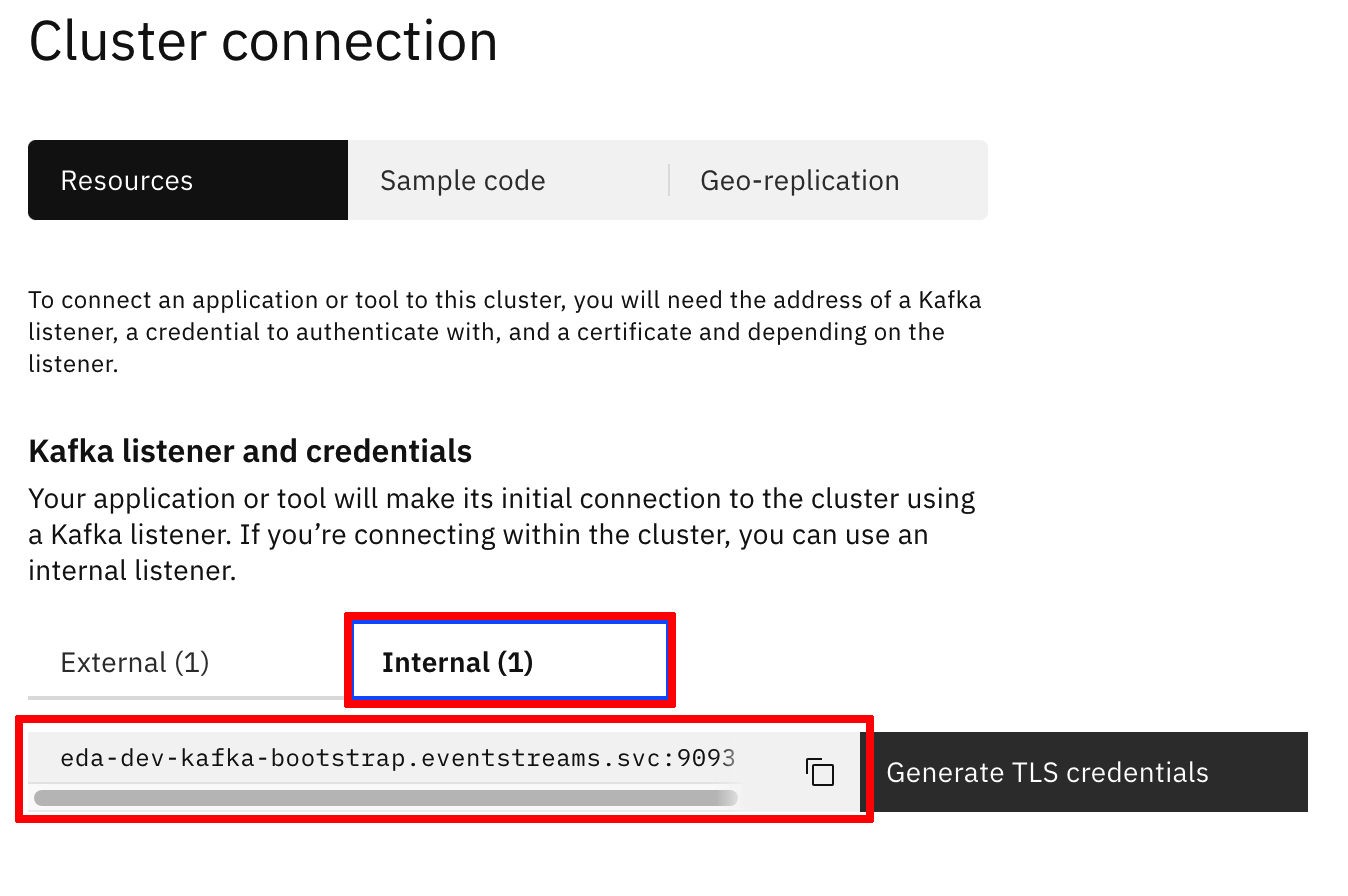 Cluster connection
Resources
Sample code
Geo-replication
To connect an application or tool to this cluster, you will need the address of a Kafka
listener, a credential to authenticate with, and a certificate and depending on the
listener.
Kafka listener and credentials
Your application or tool will make its initial connection to the cluster using
a Kafka listener. If you’re connecting within the cluster, you can use an
internal listener.
External (1)
Internal (1)
eda-dev-kafka-bootstrap.eventstreams.svc:9093
Generate TLS credentials